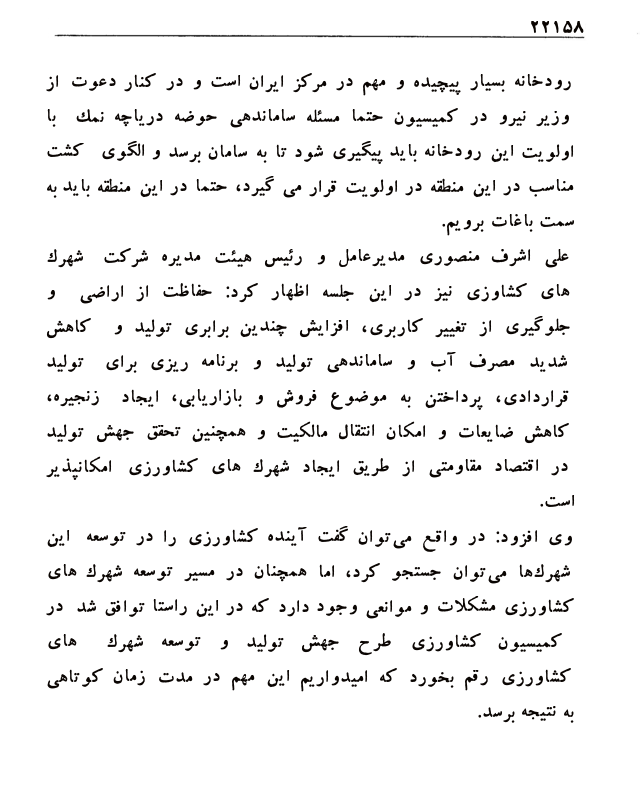 ۲۲۱۵۸
رودخانه بسیار پیچیده و مهم در مرکز ایران است و در کنار دعوت از
وزیر نیرو در کمیسیون حتما مسئله ساماندهی حوضه دریاچه نمك با
اولویت این رودخانه باید پیگیری شود تا به سامان برسد و الگوی کشت
مناسب در این منطقه در اولویت قرار می گیرد، حتما در این منطقه باید به
سمت باغات برویم.
علی اشرف منصوری مدیرعامل و رئیس هیئت مدیره شرکت شهرك
های کشاوزی نیز در این جلسه اظهار کرد: حفاظت از اراضی و
جلوگیری از تغییر کاربری، افزایش چندین برابری تولید و کاهش
شدید مصرف آب و ساماندهی تولید و برنامه ریزی برای تولید
قراردادی، پرداختن به موضوع فروش و بازاریابی، ایجاد زنجیره،
کاهش ضایعات و امکان انتقال مالکیت و همچنین تحقق جهش تولید
در اقتصاد مقاومتی از طریق ایجاد شهرك های کشاورزی امکانپذیر
است.
وی افزود: در واقع می‌توان گفت آینده کشاورزی را در توسعه این
شهرك‌ها می‌توان جستجو کرد، اما همچنان در مسیر توسعه شهرك های
کشاورزی مشکلات و موانعی وجود دارد که در این راستا توافق شد در
کمیسیون کشاورزی طرح جهش تولید و توسعه شهرك های
کشاورزی رقم بخورد که امیدواریم این مهم در مدت زمان کوتاهی
به نتیجه برسد.